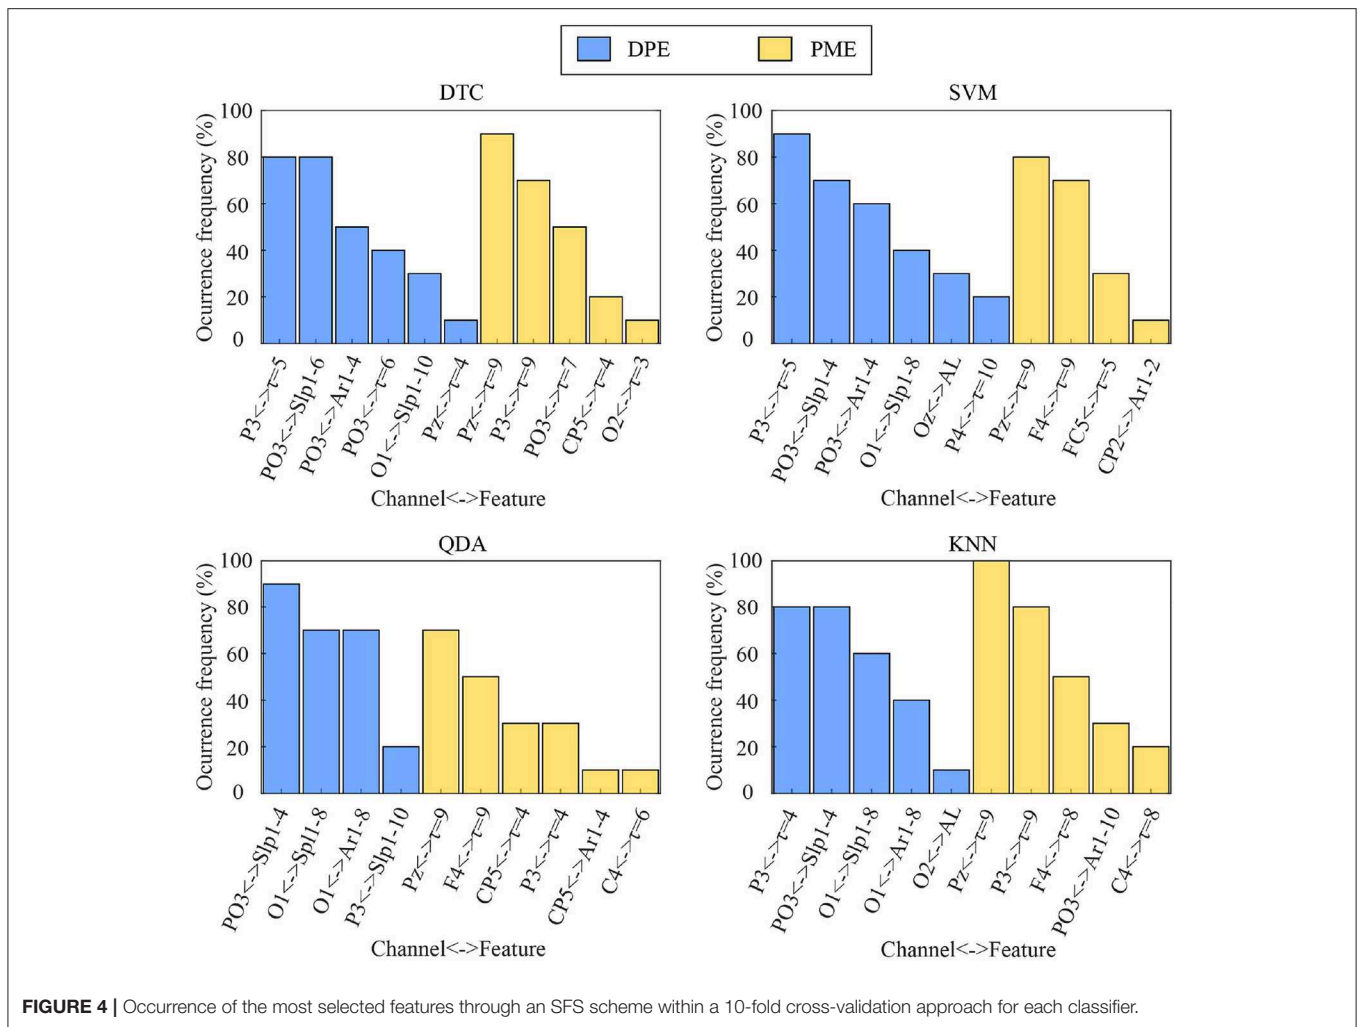 DPE PME
DTC
Ocurrence frequency (%)
100
80
60
40
20
0
P3<->τ=5
PO3<->Slp1-6
PO3<->Ar1-4
PO3<->τ=6
O1<->Slp1-10
Pz<->τ=4
Pz<->τ=9
P3<->τ=9
PO3<->τ=7
CP5<->τ=4
O2<->τ=3
Channel<->Feature
SVM
Ocurrence frequency (%)
100
80
60
40
20
0
P3<->τ=5
PO3<->Slp1-4
PO3<->Ar1-4
O1<->Slp1-8
Oz<->AL
P4<->τ=10
Pz<->τ=9
F4<->τ=9
FC5<->τ=5
CP2<->Ar1-2
Channel<->Feature
QDA
Ocurrence frequency (%)
100
80
60
40
20
0
PO3<->Slp1-4
O1<->Spl1-8
O1<->Ar1-8
P3<->Slp1-10
Pz<->τ=9
F4<->τ=9
CP5<->τ=4
P3<->τ=4
CP5<->Ar1-4
C4<->τ=6
Channel<->Feature
KNN
Ocurrence frequency (%)
100
80
60
40
20
0
P3<->τ=4
PO3<->Slp1-4
O1<->Slp1-8
O1<->Ar1-8
O2<->AL
Pz<->τ=9
P3<->τ=9
F4<->τ=8
PO3<->Ar1-10
C4<->τ=8
Channel<->Feature
FIGURE 4 | Occurrence of the most selected features through an SFS scheme within a 10-fold cross-validation approach for each classifier.